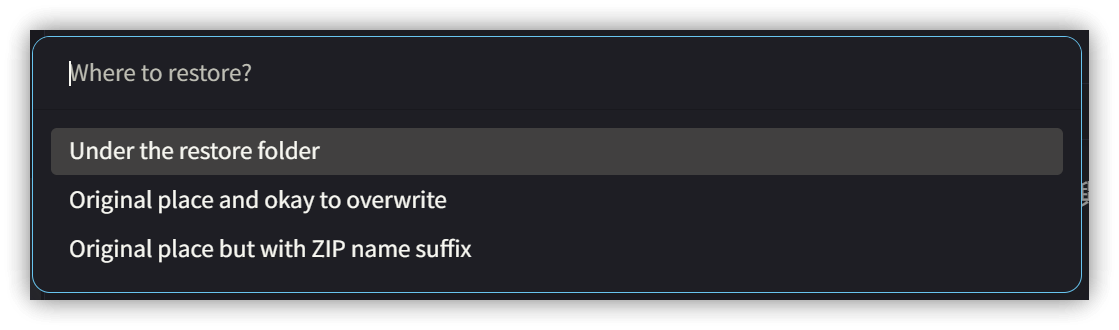 Where to restore?
Under the restore folder
Original place and okay to overwrite
Original place but with ZIP name suffix